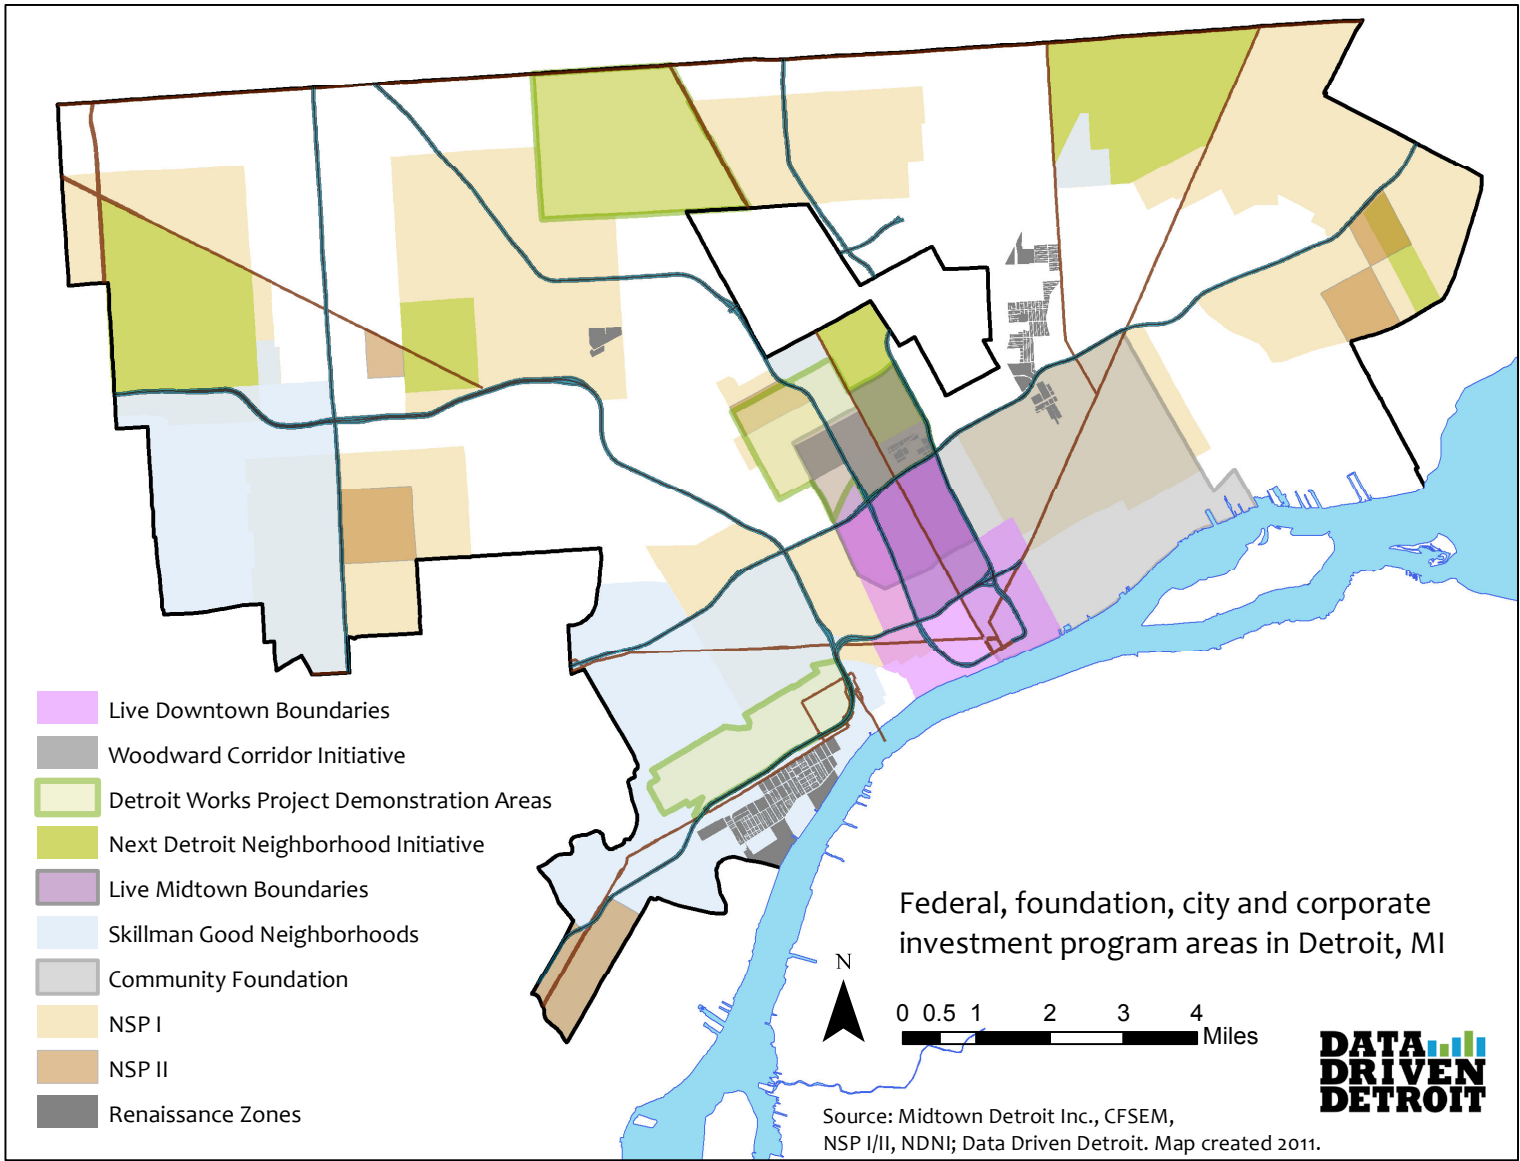 Live Downtown Boundaries
Woodward Corridor Initiative
Detroit Works Project Demonstration Areas
Next Detroit Neighborhood Initiative
Live Midtown Boundaries
Skillman Good Neighborhoods
Community Foundation
NSP I
NSP II
Renaissance Zones
Federal, foundation, city and corporate
investment program areas in Detroit, MI
N
0 0.5 1 2 3 4
Miles
Source: Midtown Detroit Inc., CFSEM,
NSP I/II, NDNI; Data Driven Detroit. Map created 2011.
DATA
DRIVEN
DETROIT